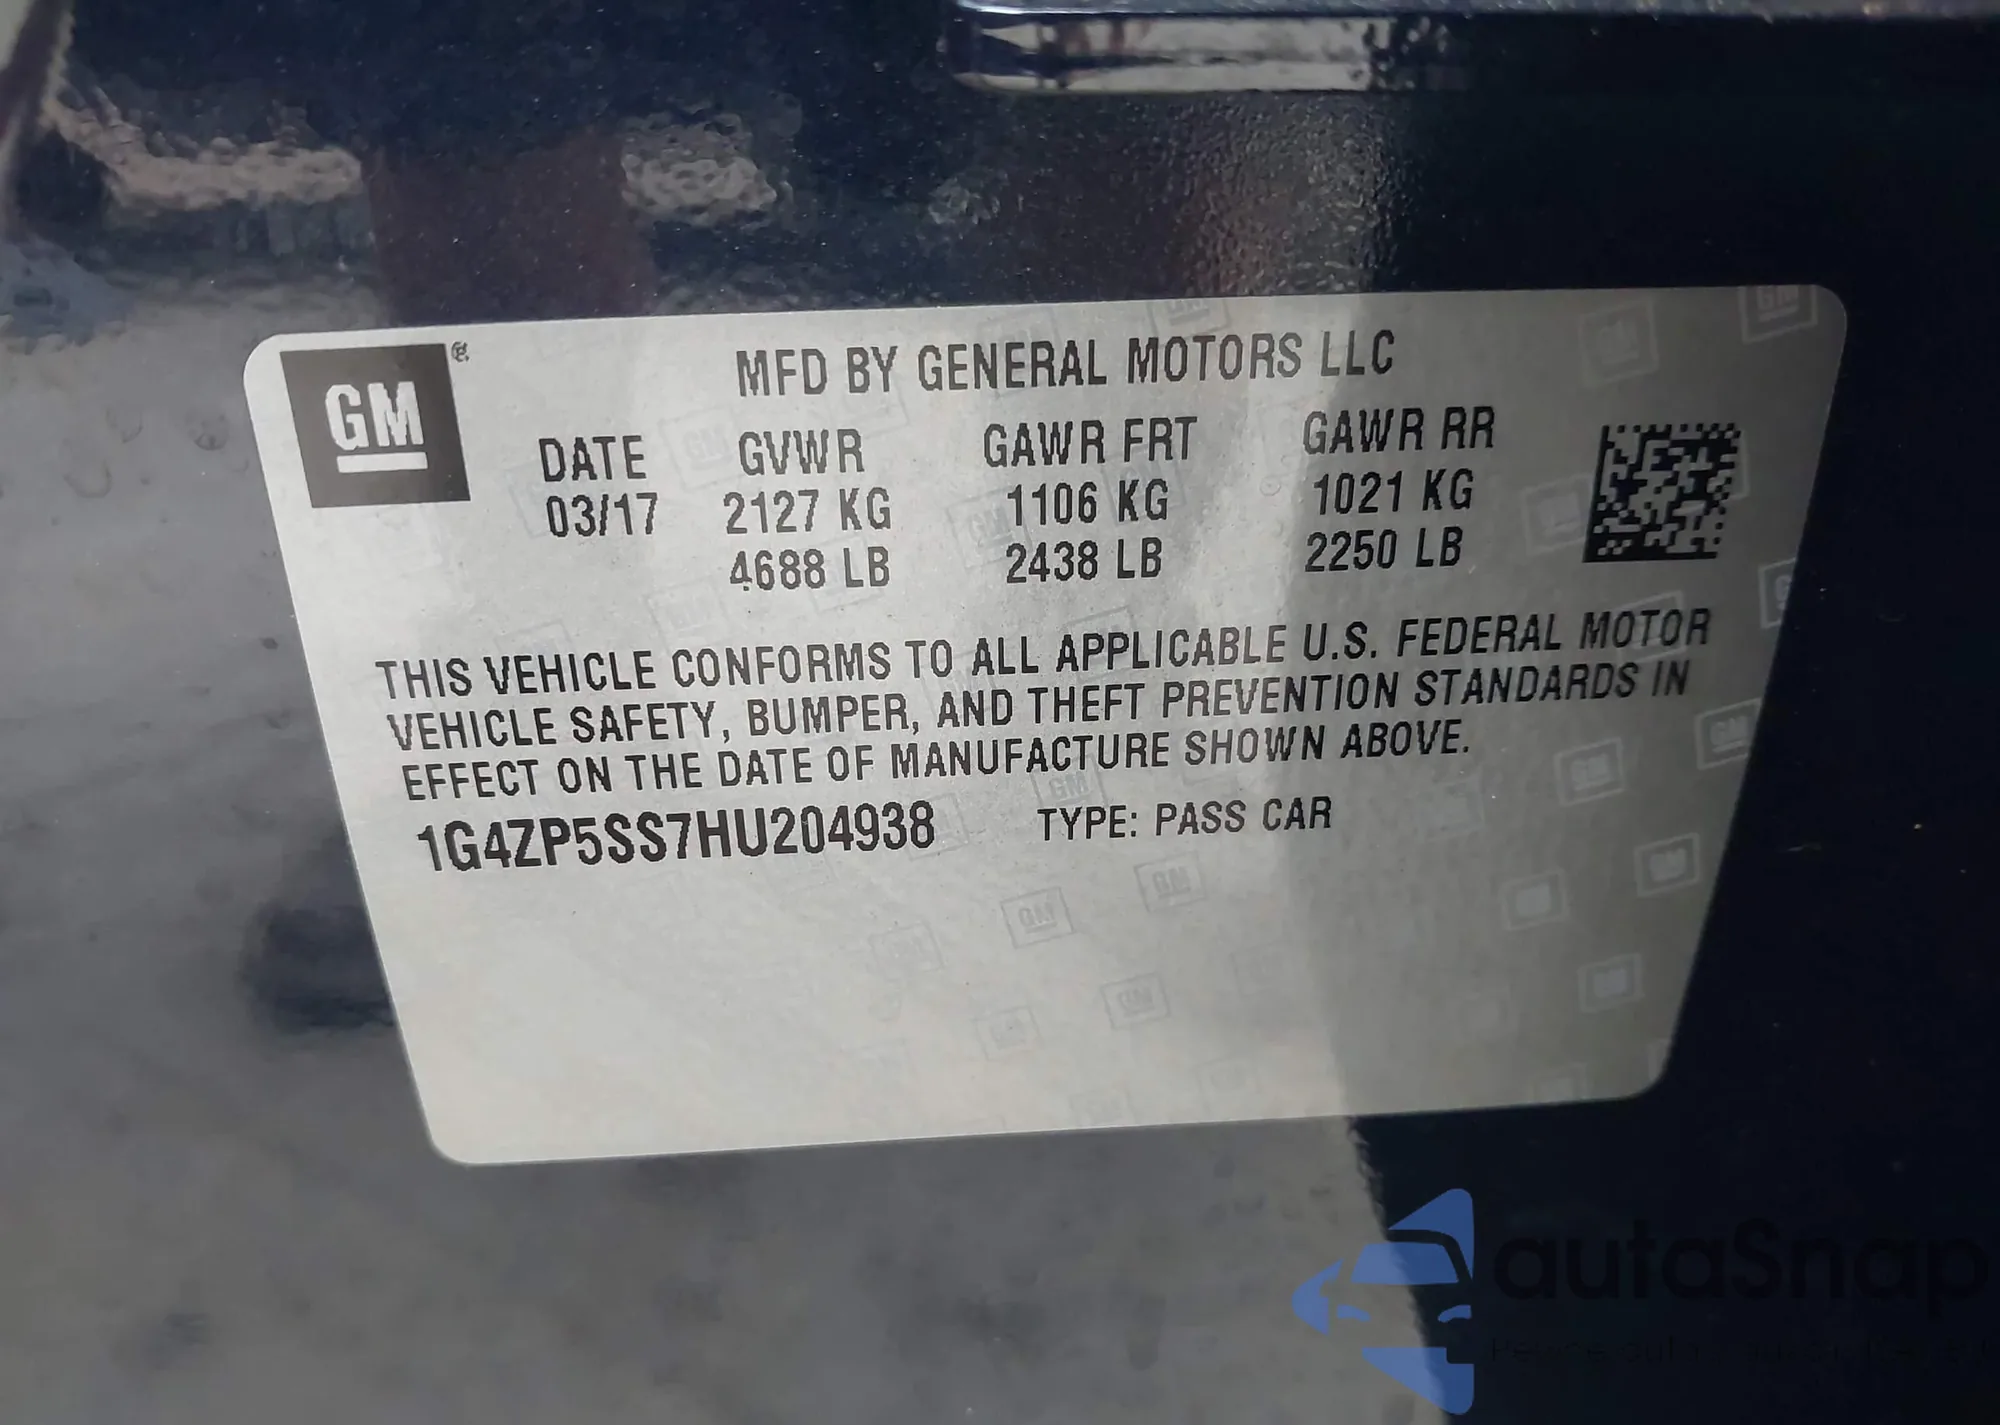 GM®
MFD BY GENERAL MOTORS LLC
DATE GVWR GAWR FRT GAWR RR
03/17 2127 KG 1106 KG 1021 KG
4688 LB 2438 LB 2250 LB
THIS VEHICLE CONFORMS TO ALL APPLICABLE U.S. FEDERAL MOTOR
VEHICLE SAFETY, BUMPER, AND THEFT PREVENTION STANDARDS IN
EFFECT ON THE DATE OF MANUFACTURE SHOWN ABOVE.
1G4ZP5SS7HU204938 TYPE: PASS CAR
autaSnap